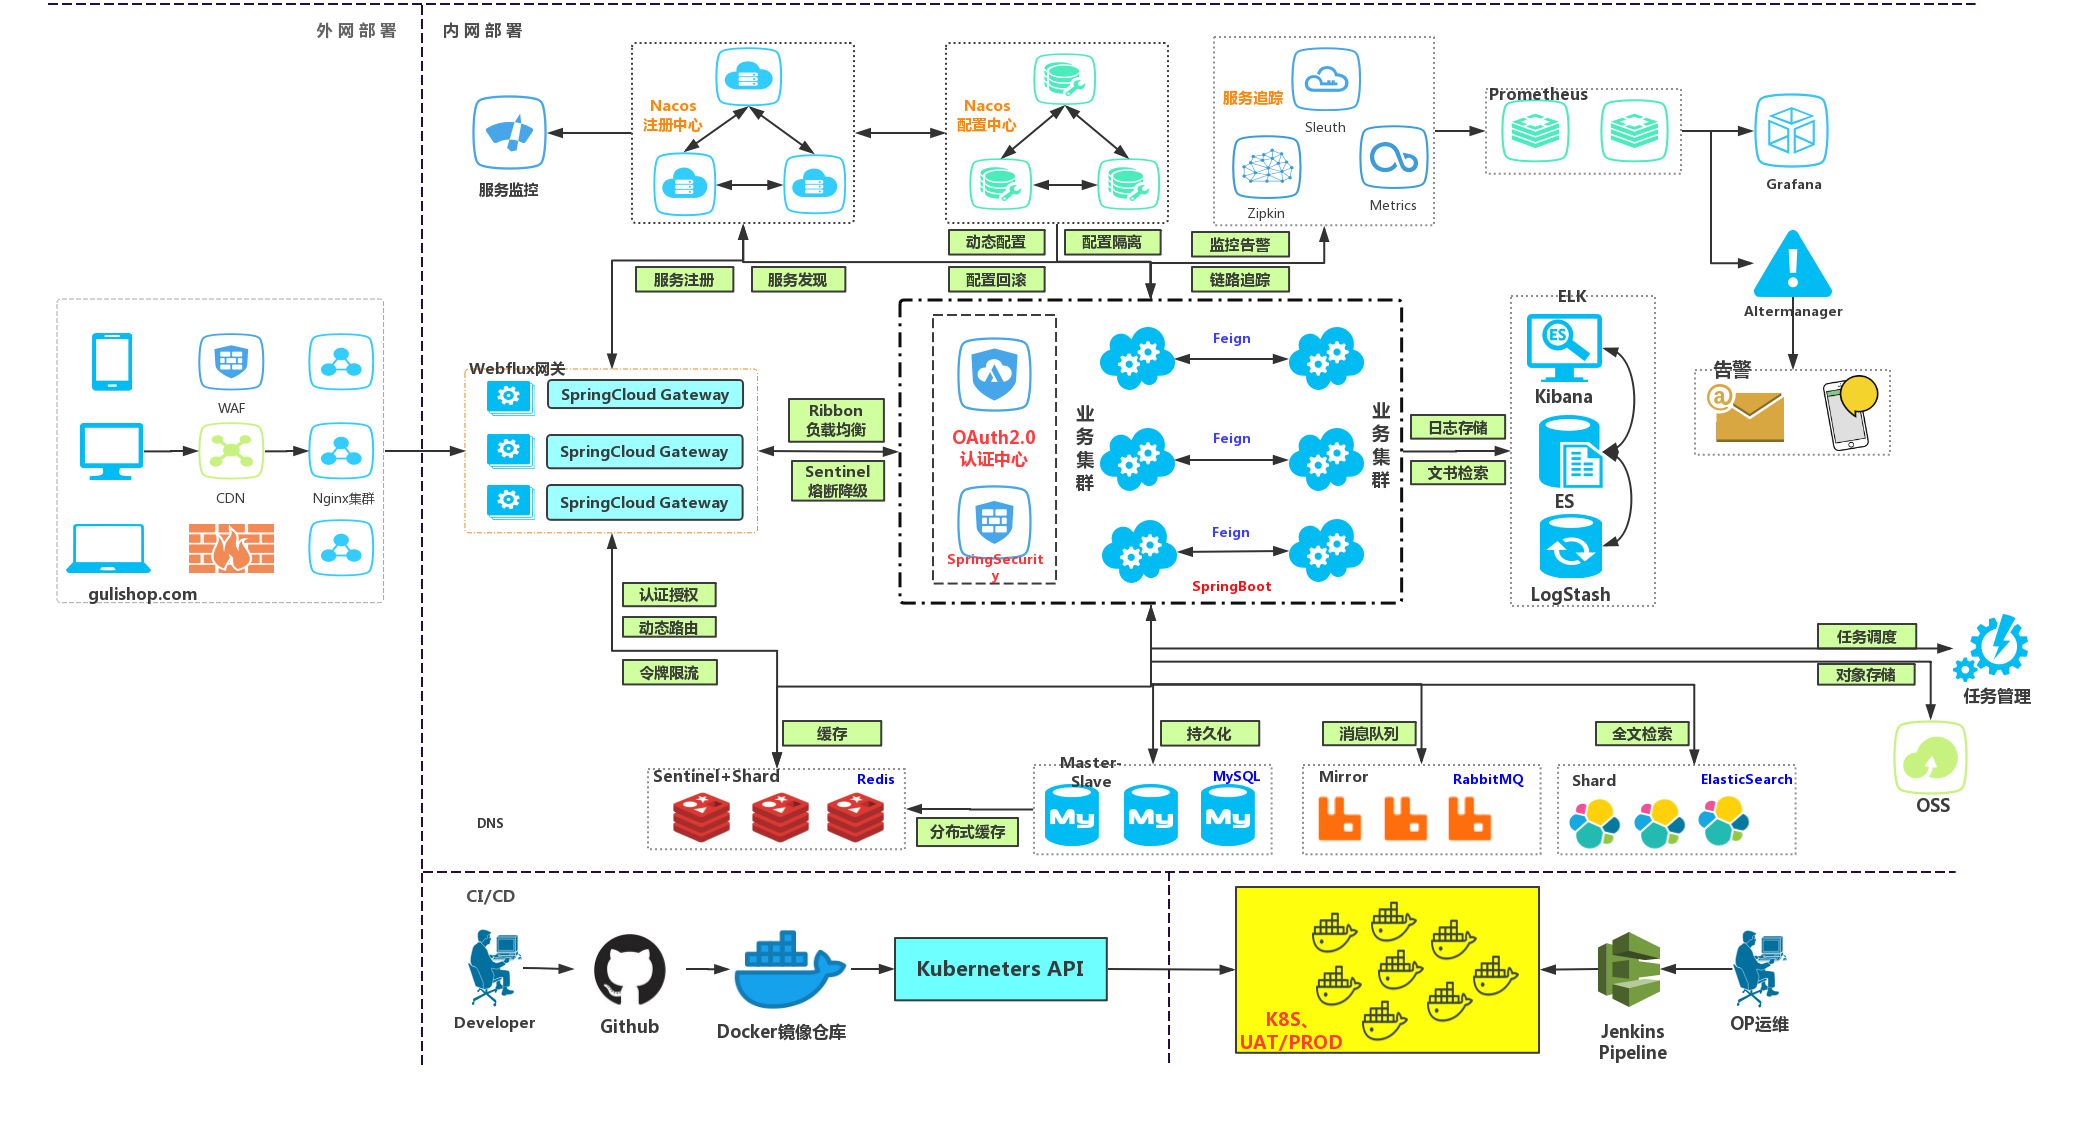 外 网 部 署
内 网 部 署
服务监控
Nacos
注册中心
Nacos
配置中心
服务追踪
Sleuth
Zipkin
Metrics
Prometheus
Grafana
动态配置
配置隔离
监控告警
服务注册
服务发现
配置回滚
链路追踪
Altermanager
告警
@
WAF
CDN
Nginx集群
gulishop.com
Webflux网关
SpringCloud Gateway
SpringCloud Gateway
SpringCloud Gateway
Ribbon
负载均衡
Sentinel
熔断降级
OAuth2.0
认证中心
SpringSecurit
y
业务集群
Feign
Feign
Feign
业务集群
SpringBoot
日志存储
文书检索
ELK
ES
Kibana
ES
LogStash
认证授权
动态路由
令牌限流
任务调度
对象存储
任务管理
OSS
缓存
持久化
消息队列
全文检索
Sentinel+Shard
Redis
分布式缓存
Master-
Slave
MySQL
My
My
My
Mirror
RabbitMQ
Shard
ElasticSearch
DNS
CI/CD
Developer
Github
Docker镜像仓库
Kuberneters API
K8S、
UAT/PROD
Jenkins
Pipeline
OP运维